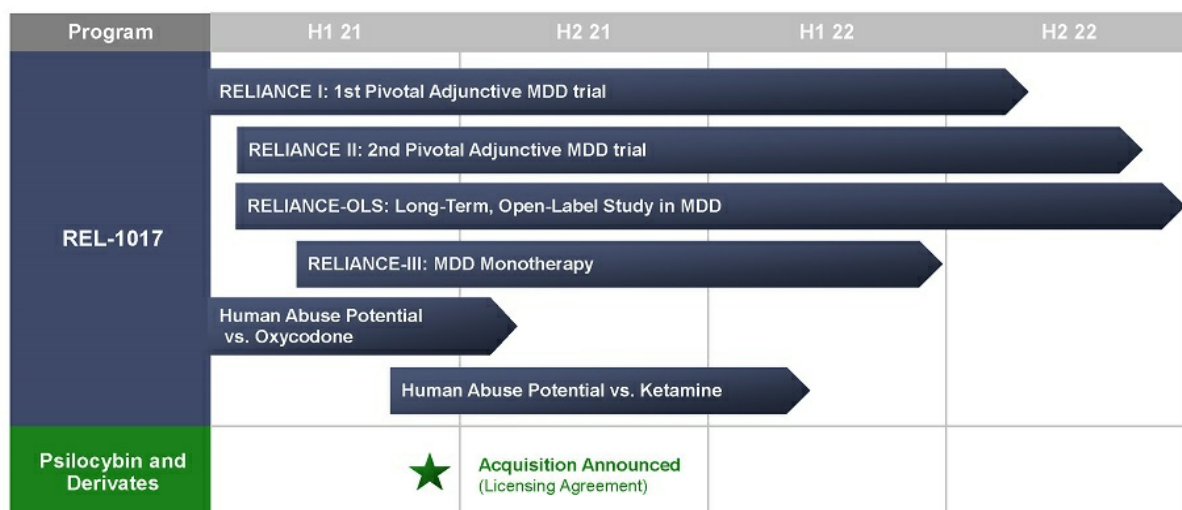 Program
H1 21
H2 21
H1 22
H2 22
REL-1017
RELIANCE I: 1st Pivotal Adjunctive MDD trial
RELIANCE II: 2nd Pivotal Adjunctive MDD trial
RELIANCE-OLS: Long-Term, Open-Label Study in MDD
RELIANCE-III: MDD Monotherapy
Human Abuse Potential
vs. Oxycodone
Human Abuse Potential vs. Ketamine
Psilocybin and
Derivates
Acquisition Announced
(Licensing Agreement)